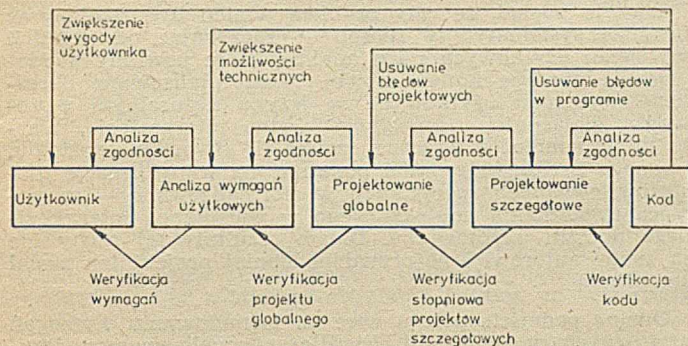 Zwiększenie
wygody
użytkownika
Zwiększenie
możliwości
technicznych
Usuwanie
błędów
projektowych
Usuwanie błędów
w programie
Analiza
zgodności
Analiza
zgodności
Analiza
zgodności
Analiza
zgodności
Użytkownik
Analiza wymagań
użytkowych
Projektowanie
globalne
Projektowanie
szczegółowe
Kod
Weryfikacja
wymagań
Weryfikacja
projektu
globalnego
Weryfikacja
stopniowa
projektów
szczegółowych
Weryfikacja
kodu